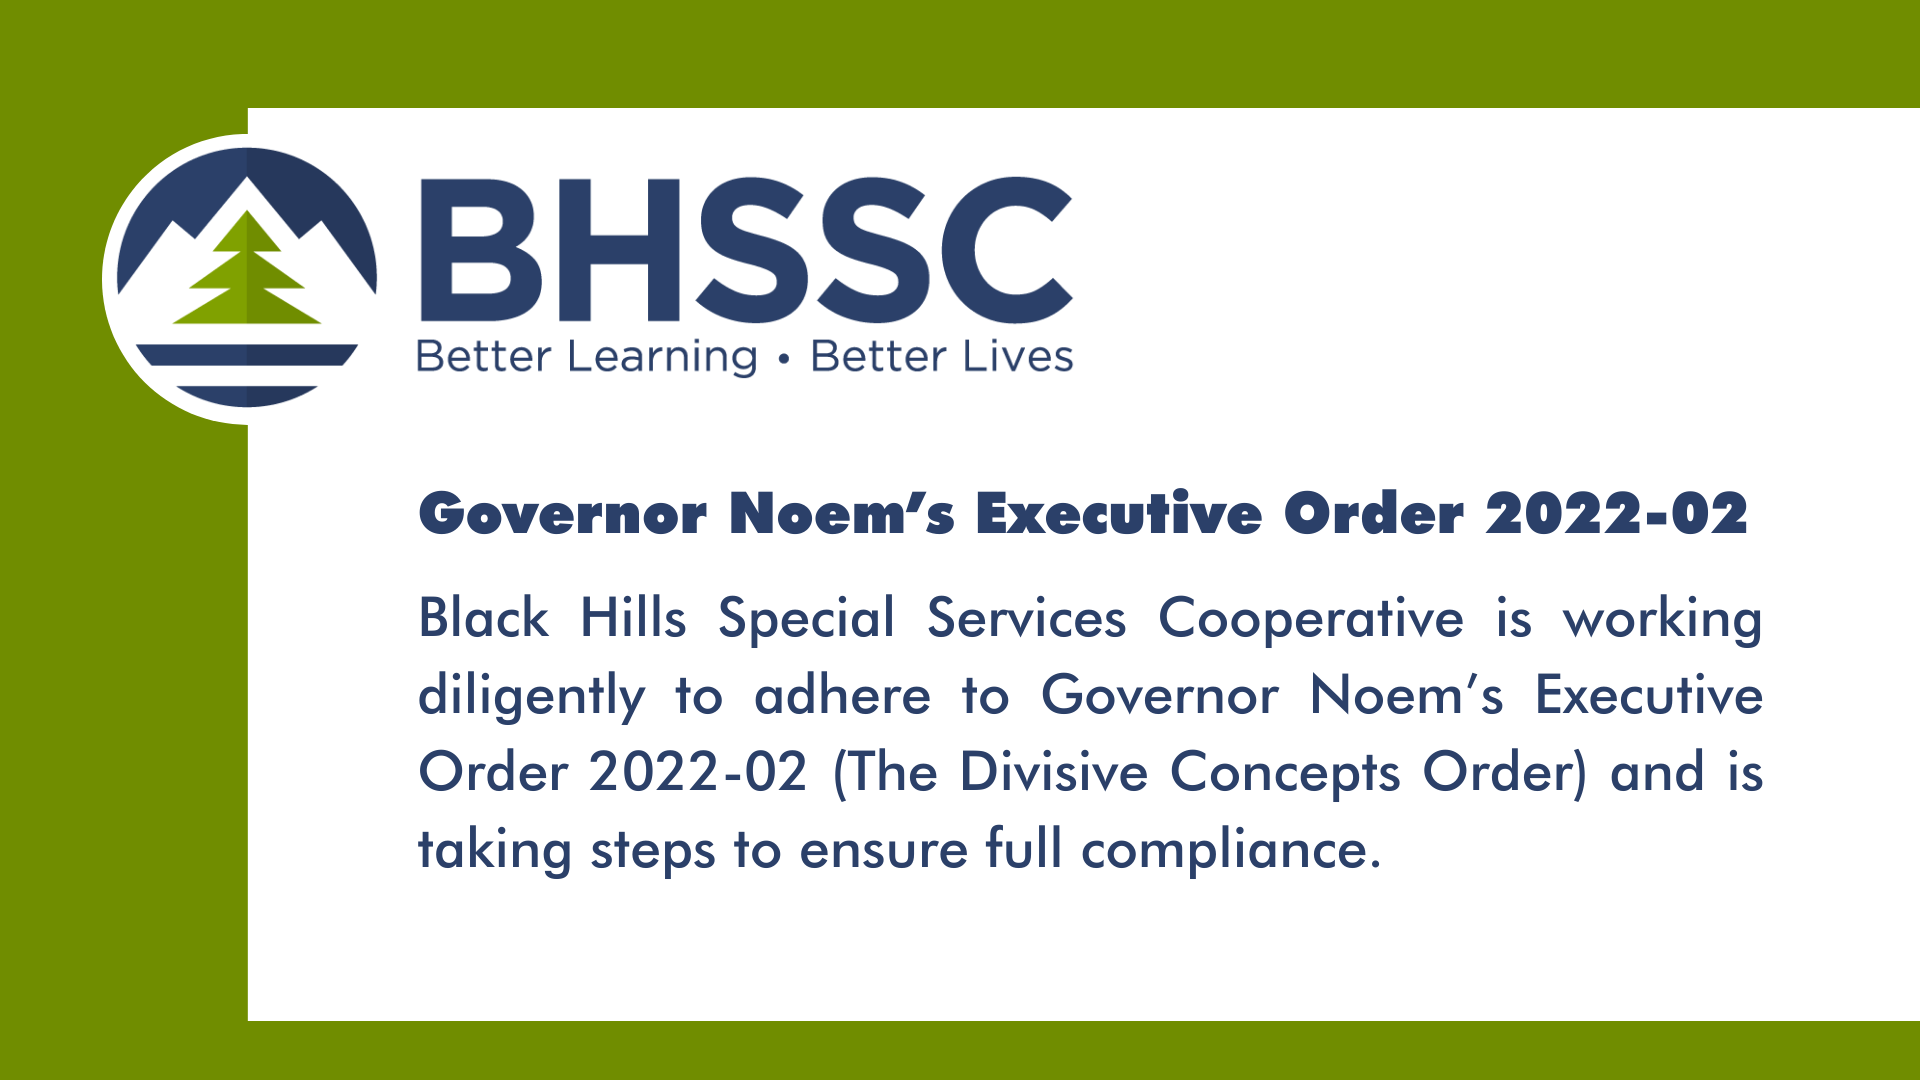 BHSSC
Better Learning • Better Lives
Governor Noem’s Executive Order 2022-02
Black Hills Special Services Cooperative is working
diligently to adhere to Governor Noem’s Executive
Order 2022-02 (The Divisive Concepts Order) and is
taking steps to ensure full compliance.